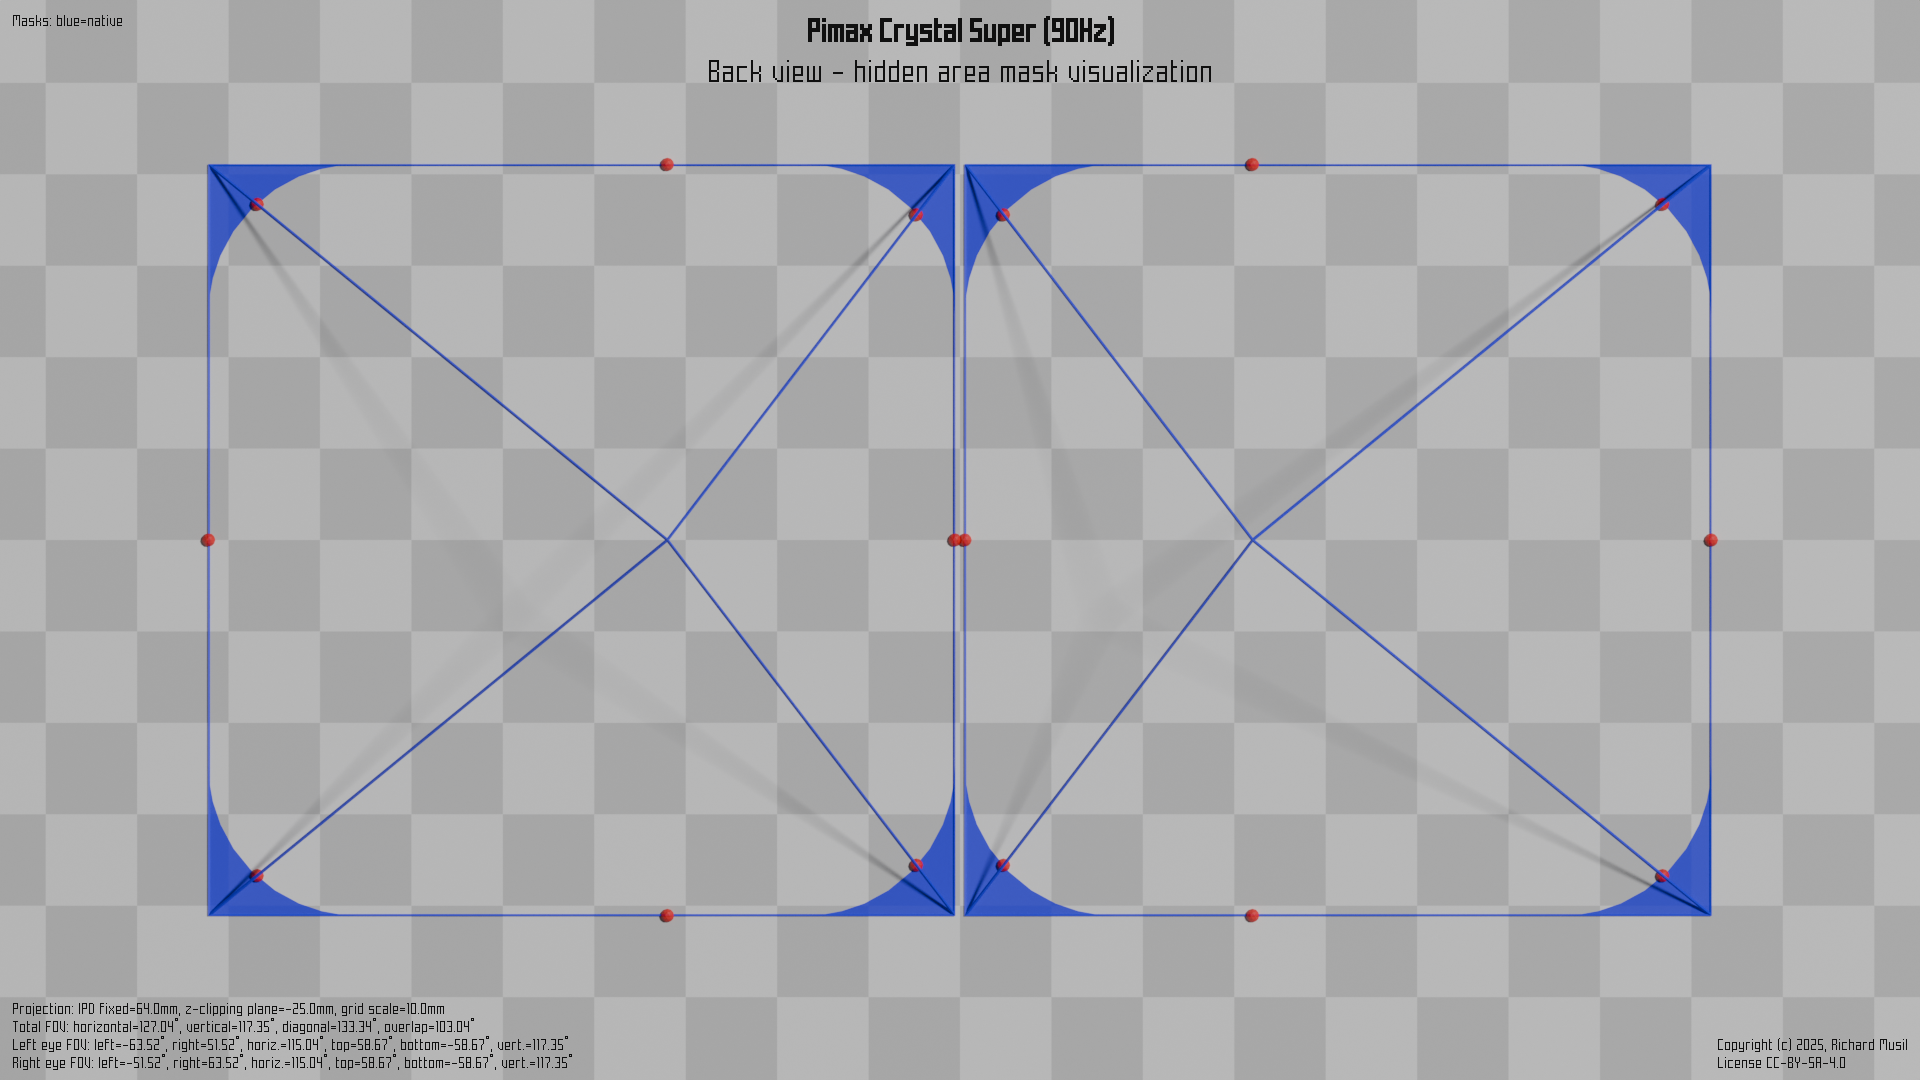 Masks: blue=native
Pimax Crystal Super (90Hz)
Back view - hidden area mask visualization
Projection: IPD fixed=64.0mm, z-clipping plane=-25.0mm, grid scale=10.0mm
Total FOV: horizontal=127.04°, vertical=117.35°, diagonal=133.34°, overlap=103.04°
Left eye FOV: left=-63.52°, right=51.52°, horiz.=115.04°, top=58.67°, bottom=-58.67°, vert.=117.35°
Right eye FOV: left=-51.52°, right=63.52°, horiz.=115.04°, top=58.67°, bottom=-58.67°, vert.=117.35°
Copyright (c) 2025, Richard Musil
License CC-BY-SA-4.0